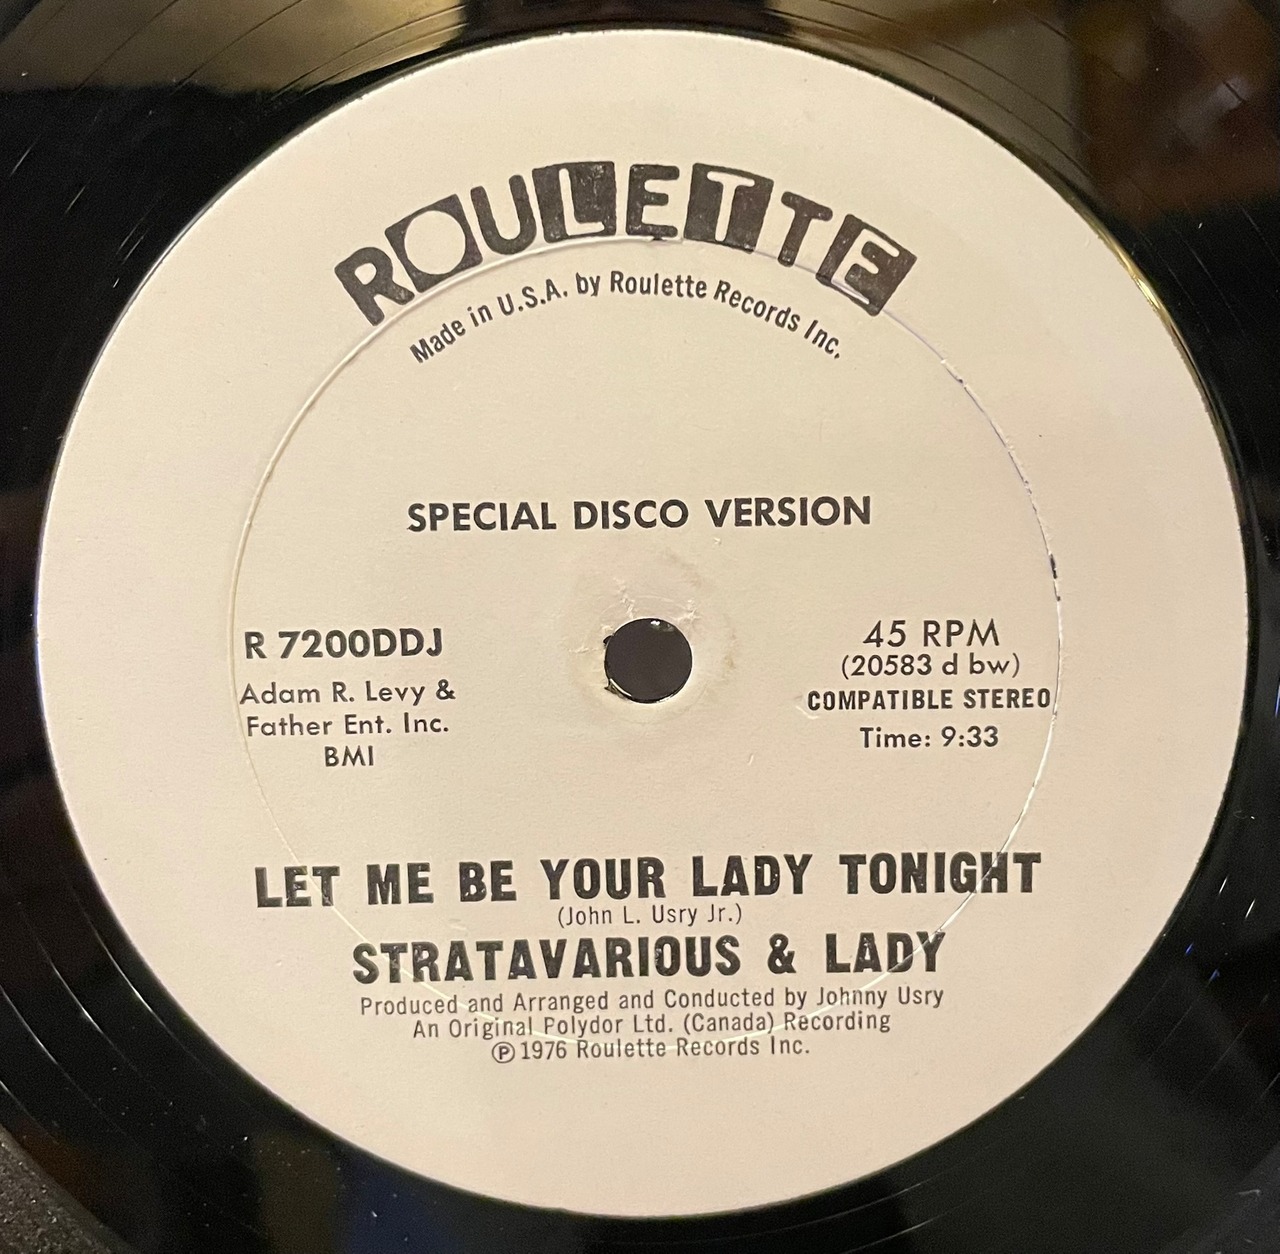 ROULETTE
Made in U.S.A. by Roulette Records Inc.
SPECIAL DISCO VERSION
R 7200DDJ
Adam R. Levy &
Father Ent. Inc.
BMI
45 RPM
(20583 d bw)
COMPATIBLE STEREO
Time: 9:33
LET ME BE YOUR LADY TONIGHT
(John L. Usry Jr.)
STRATAVARIOUS & LADY
Produced and Arranged and Conducted by Johnny Usry
An Original Polydor Ltd. (Canada) Recording
℗ 1976 Roulette Records Inc.